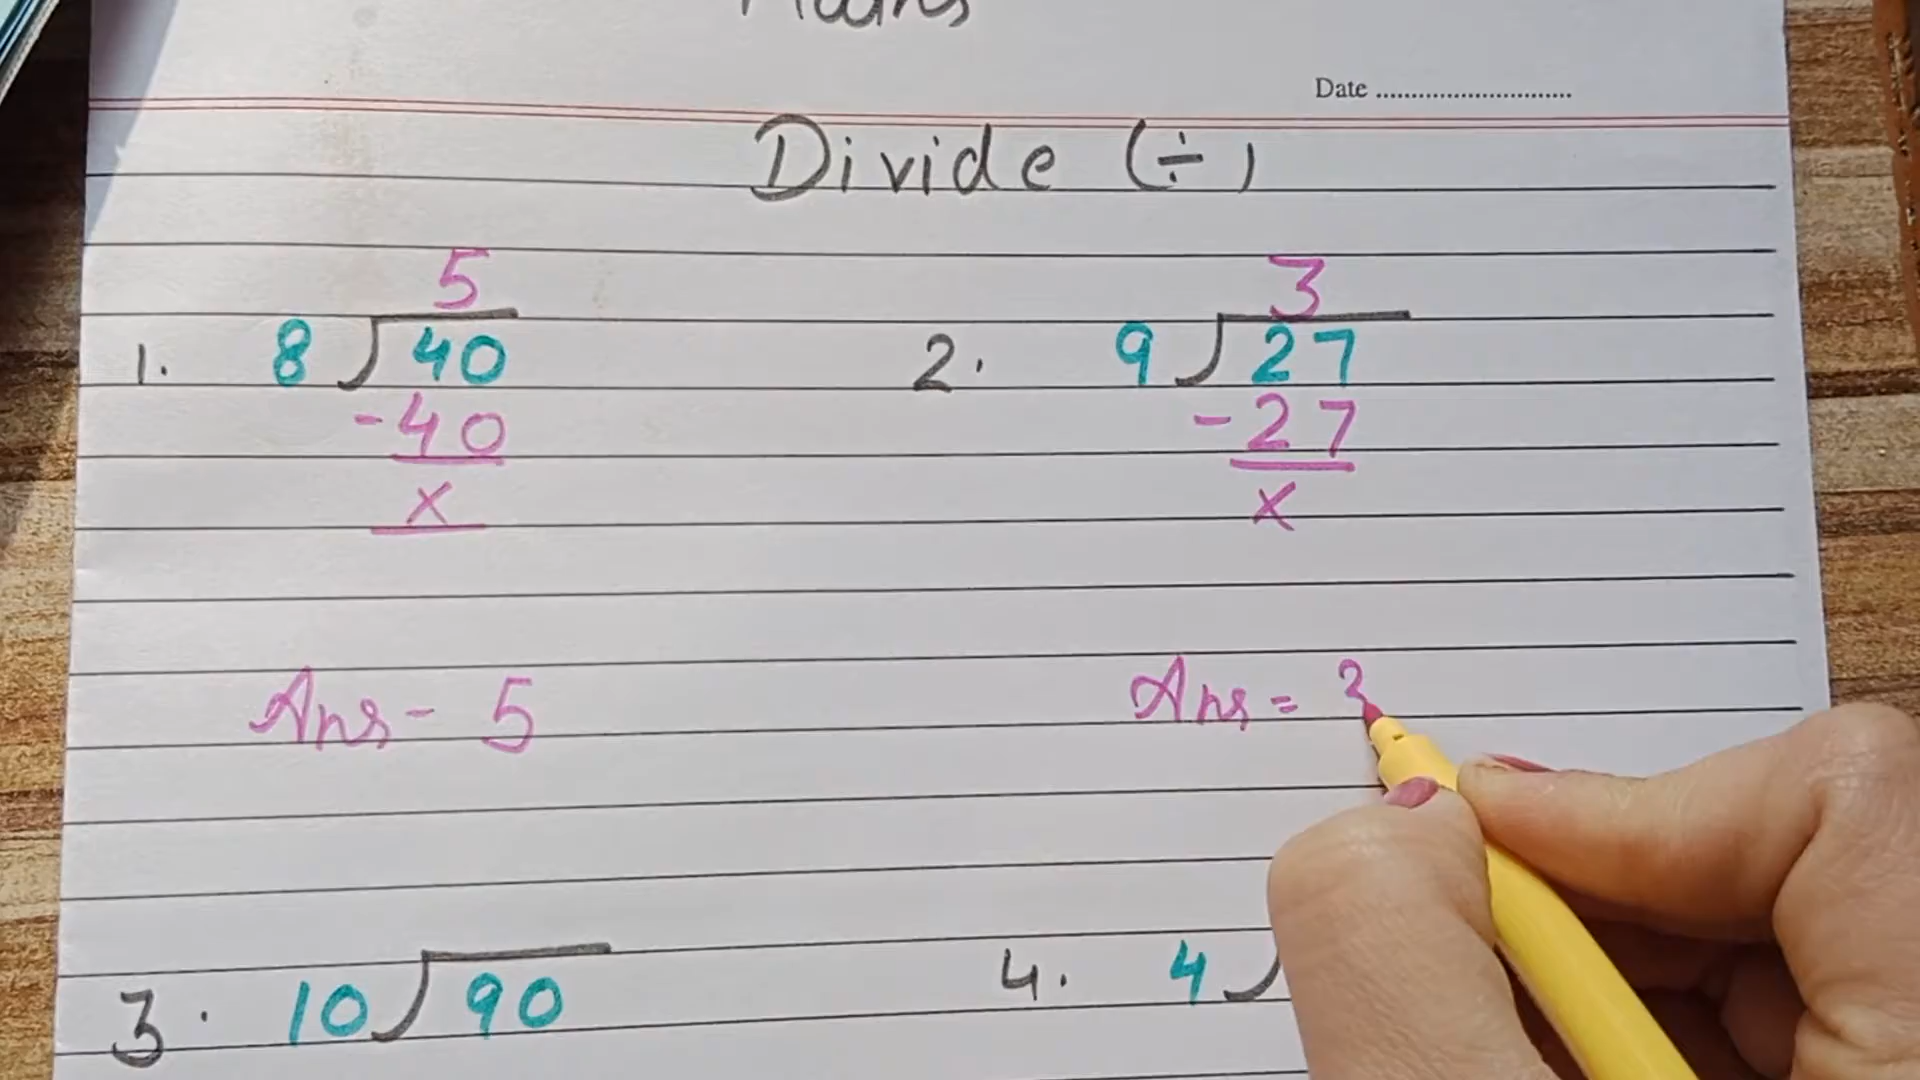 Maths
Date ............................
Divide (÷)
5
1. 8 40
-40
x
Ans - 5
3
2. 9 27
-27
x
Ans = 3
3. 10 90
4. 4